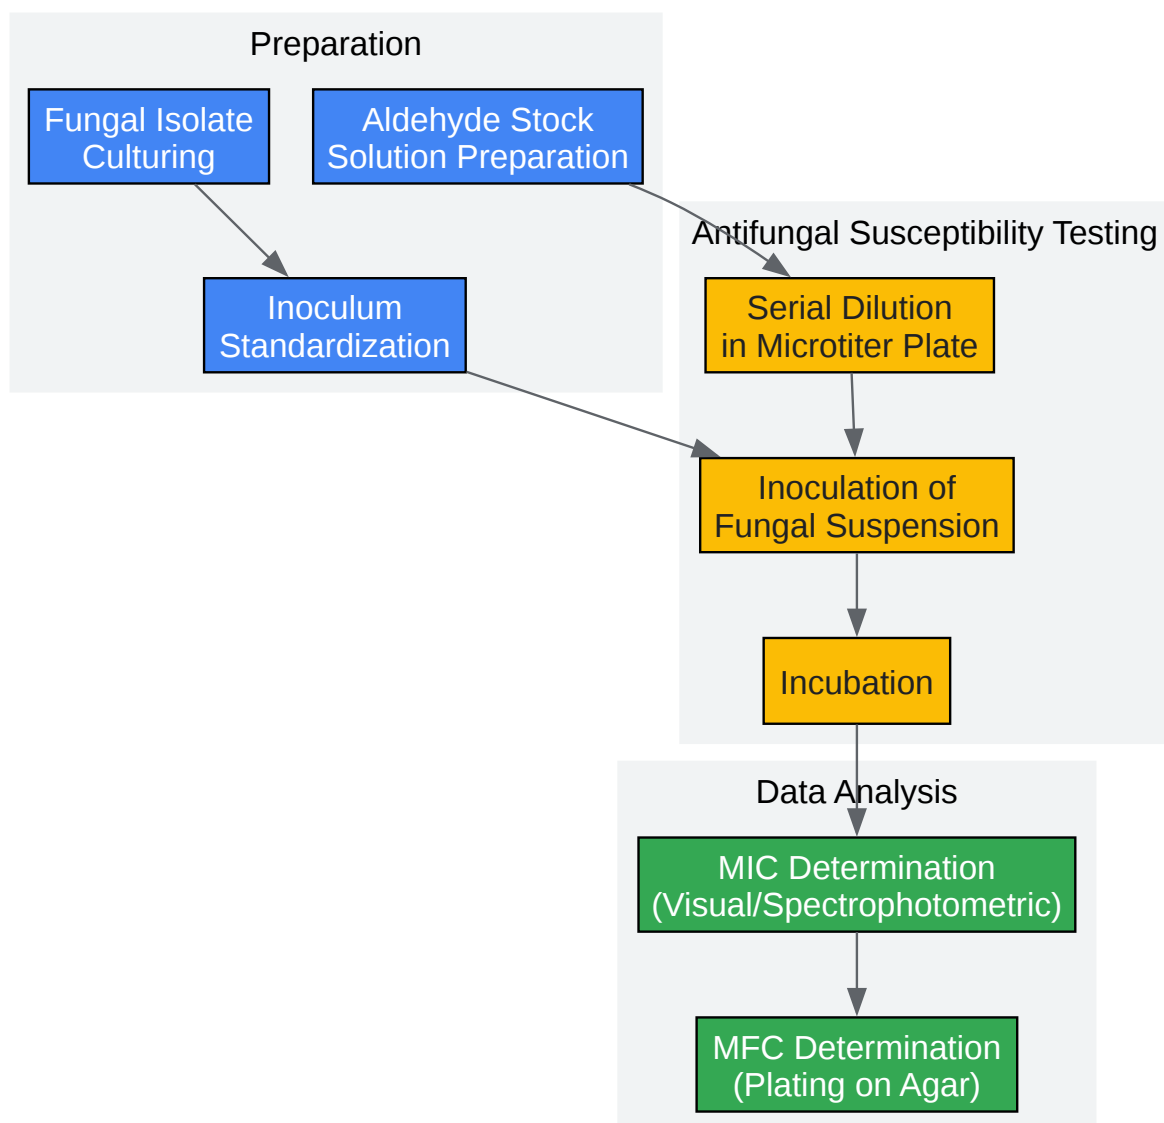 Preparation
Fungal Isolate
Culturing
Aldehyde Stock
Solution Preparation
Inoculum
Standardization
Antifungal Susceptibility Testing
Serial Dilution
in Microtiter Plate
Inoculation of
Fungal Suspension
Incubation
Data Analysis
MIC Determination
(Visual/Spectrophotometric)
MFC Determination
(Plating on Agar)